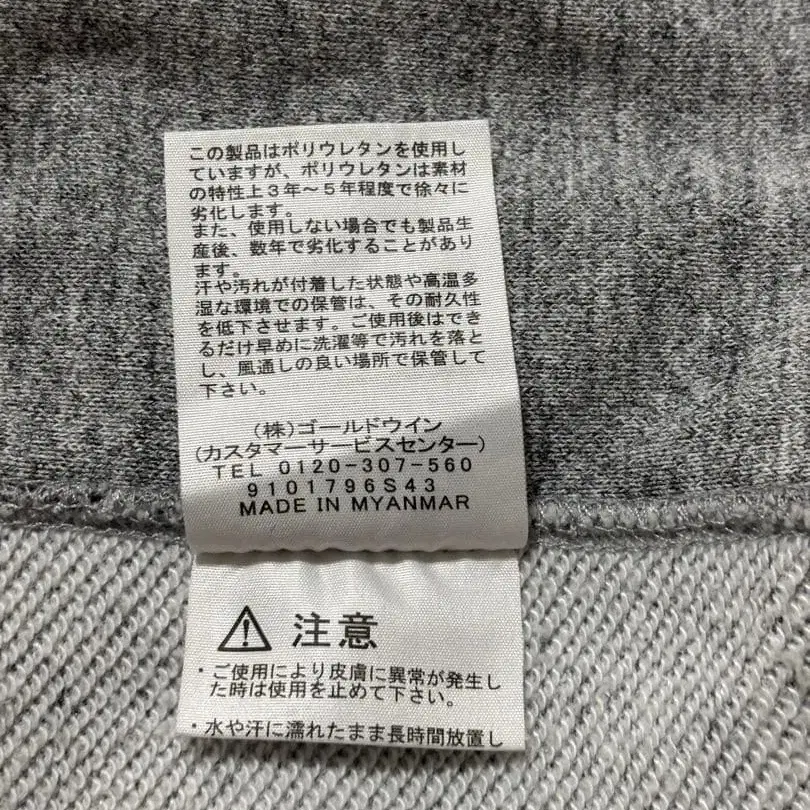 この製品はポリウレタンを使用し
ていますが、ポリウレタンは素材
の特性上３年～５年程度で徐々に
劣化します。
また、使用しない場合でも製品生
産後、数年で劣化することがあり
ます。
汗や汚れが付着した状態や高温多
湿な環境での保管は、その耐久性
を低下させます。ご使用後はでき
るだけ早めに洗濯等で汚れを落と
し、風通しの良い場所で保管して
下さい。
(株)ゴールドウイン
(カスタマーサービスセンター)
TEL 0120-307-560
9101796S43
MADE IN MYANMAR
注意
・ご使用により皮膚に異常が発生し
た時は使用を止めて下さい。
・水や汗に濡れたまま長時間放置し